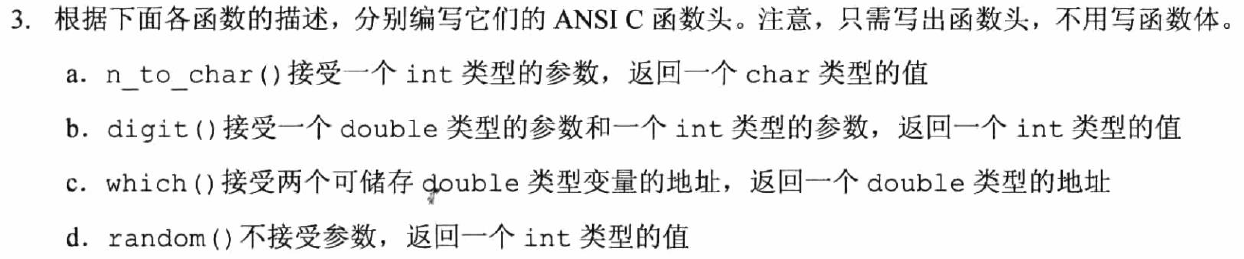 3. 根据下面各函数的描述，分别编写它们的 ANSI C 函数头。注意，只需写出函数头，不用写函数体。
a. n_to_char()接受一个 int 类型的参数，返回一个 char 类型的值
b. digit()接受一个 double 类型的参数和一个 int 类型的参数，返回一个 int 类型的值
c. which()接受两个可储存 double 类型变量的地址，返回一个 double 类型的地址
d. random()不接受参数，返回一个 int 类型的值